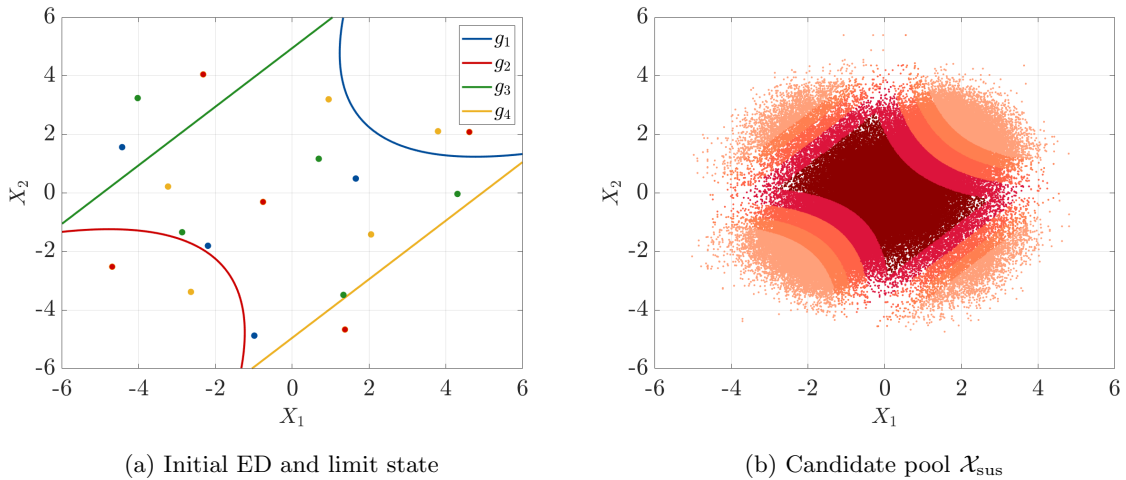 6
4
2
0
-2
-4
-6
-6 -4 -2 0 2 4 6
X₂
X₁
g₁
g₂
g₃
g₄
(a) Initial ED and limit state
6
4
2
0
-2
-4
-6
-6 -4 -2 0 2 4 6
X₂
X₁
(b) Candidate pool 𝒳sus